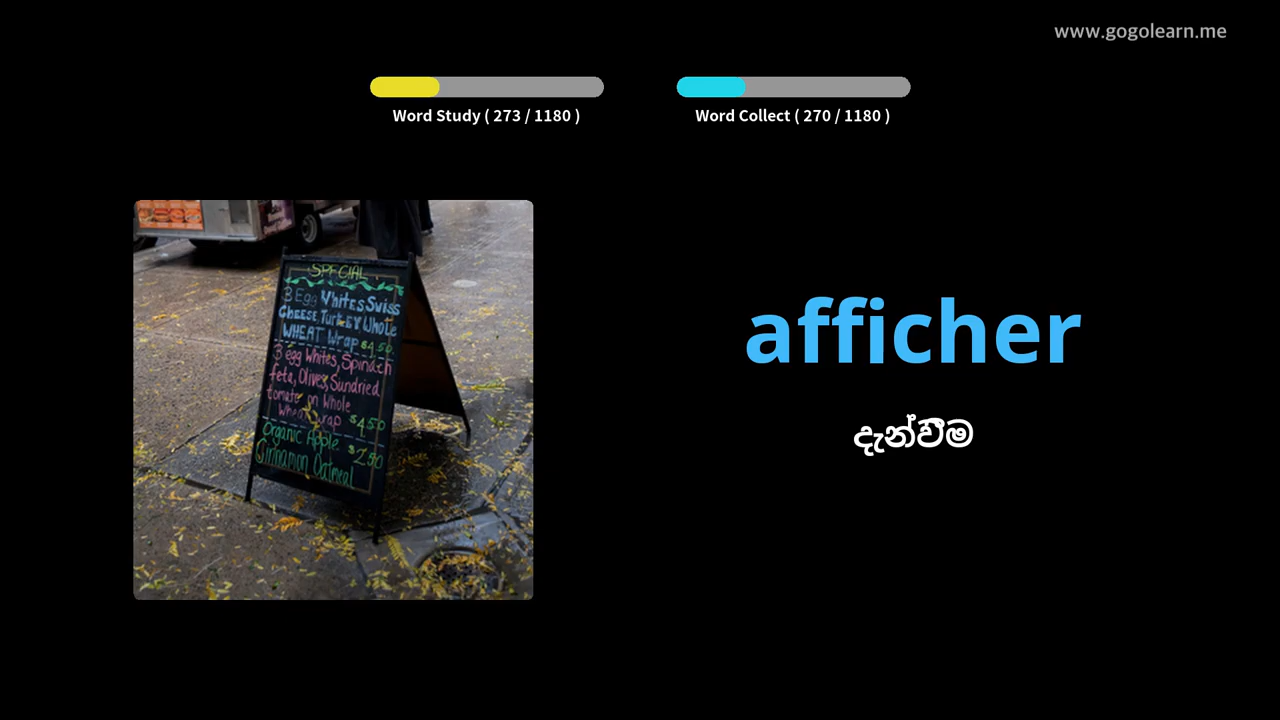 www.gogolearn.me
Word Study ( 273 / 1180 )
Word Collect ( 270 / 1180 )
SPECIAL
3 Egg Whites, Swiss
Cheese, Turkey Whole
WHEAT Wrap $4.50
3 egg Whites, Spinach
feta, Olives, Sundried
tomato on Whole
Wheat Wrap $4.50
Organic Apple
Cinnamon Oatmeal $2.50
afficher
දැන්වීම